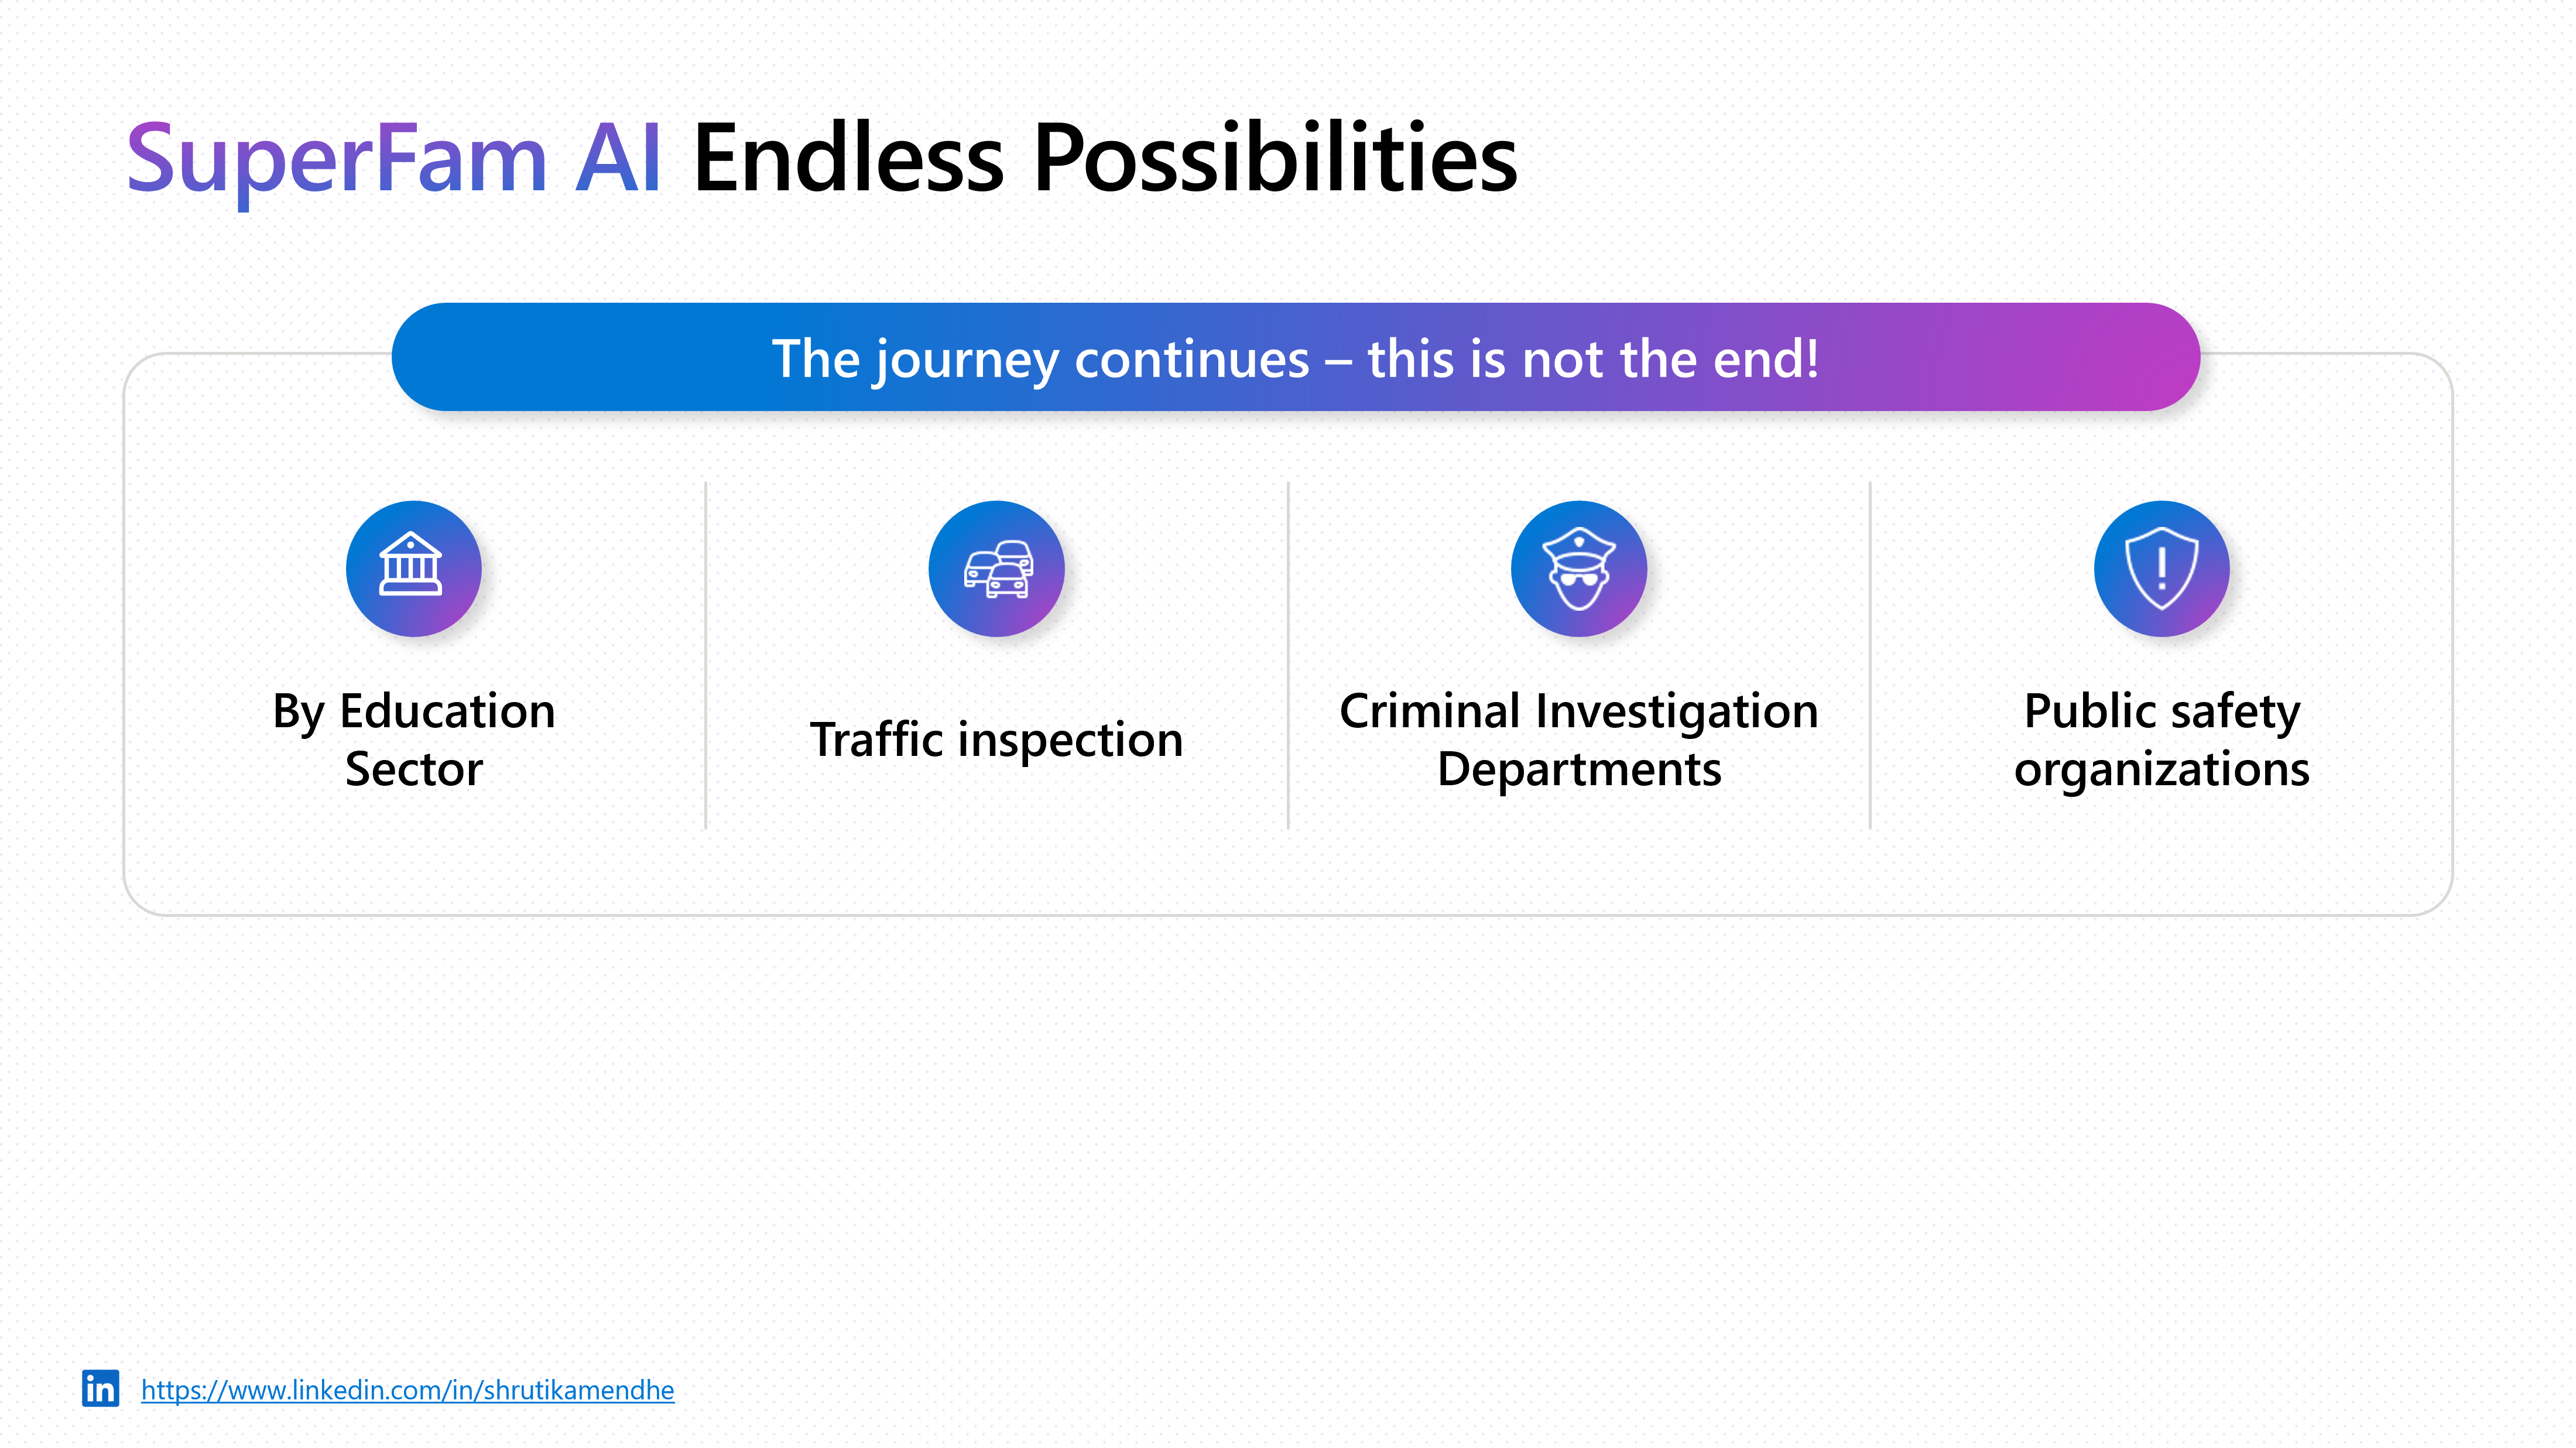 SuperFam AI Endless Possibilities
The journey continues – this is not the end!
By Education
Sector
Traffic inspection
Criminal Investigation
Departments
Public safety
organizations
in
https://www.linkedin.com/in/shrutikamendhe